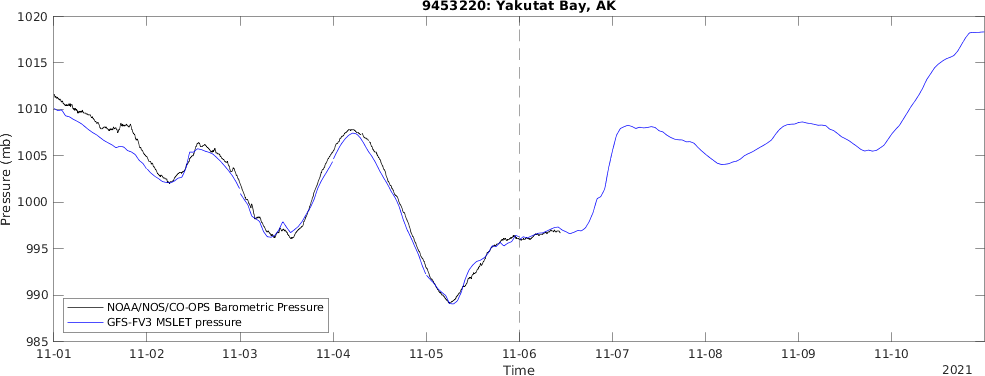 9453220: Yakutat Bay, AK
Pressure (mb)
1020
1015
1010
1005
1000
995
990
985
NOAA/NOS/CO-OPS Barometric Pressure
GFS-FV3 MSLET pressure
11-01 11-02 11-03 11-04 11-05 11-06 11-07 11-08 11-09 11-10
Time
2021